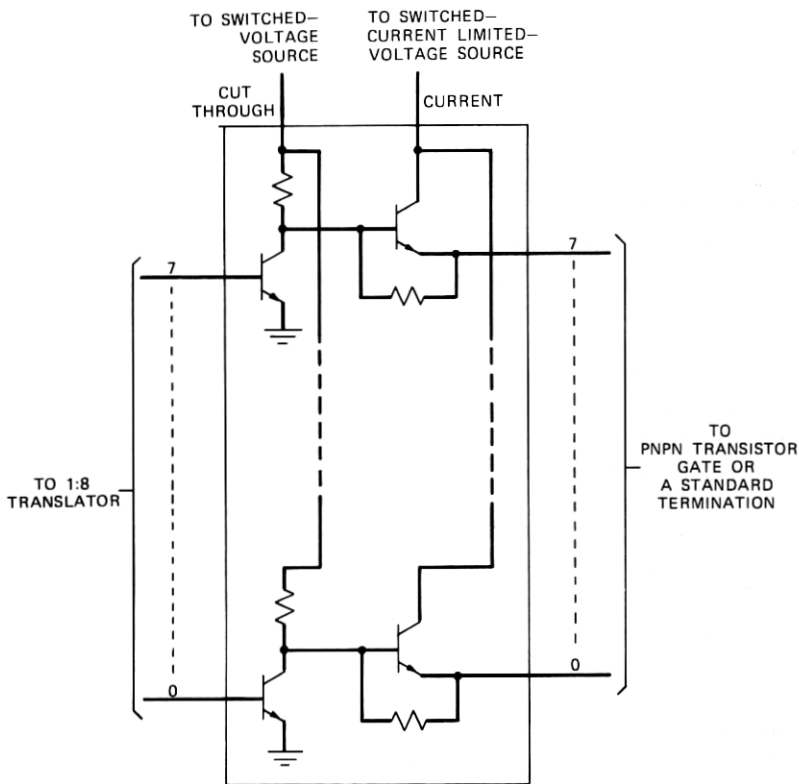 TO SWITCHED–
VOLTAGE
SOURCE
TO SWITCHED–
CURRENT LIMITED–
VOLTAGE SOURCE
CUT
THROUGH
CURRENT
7
7
TO 1:8
TRANSLATOR
TO
PNPN TRANSISTOR
GATE OR
A STANDARD
TERMINATION
0
0